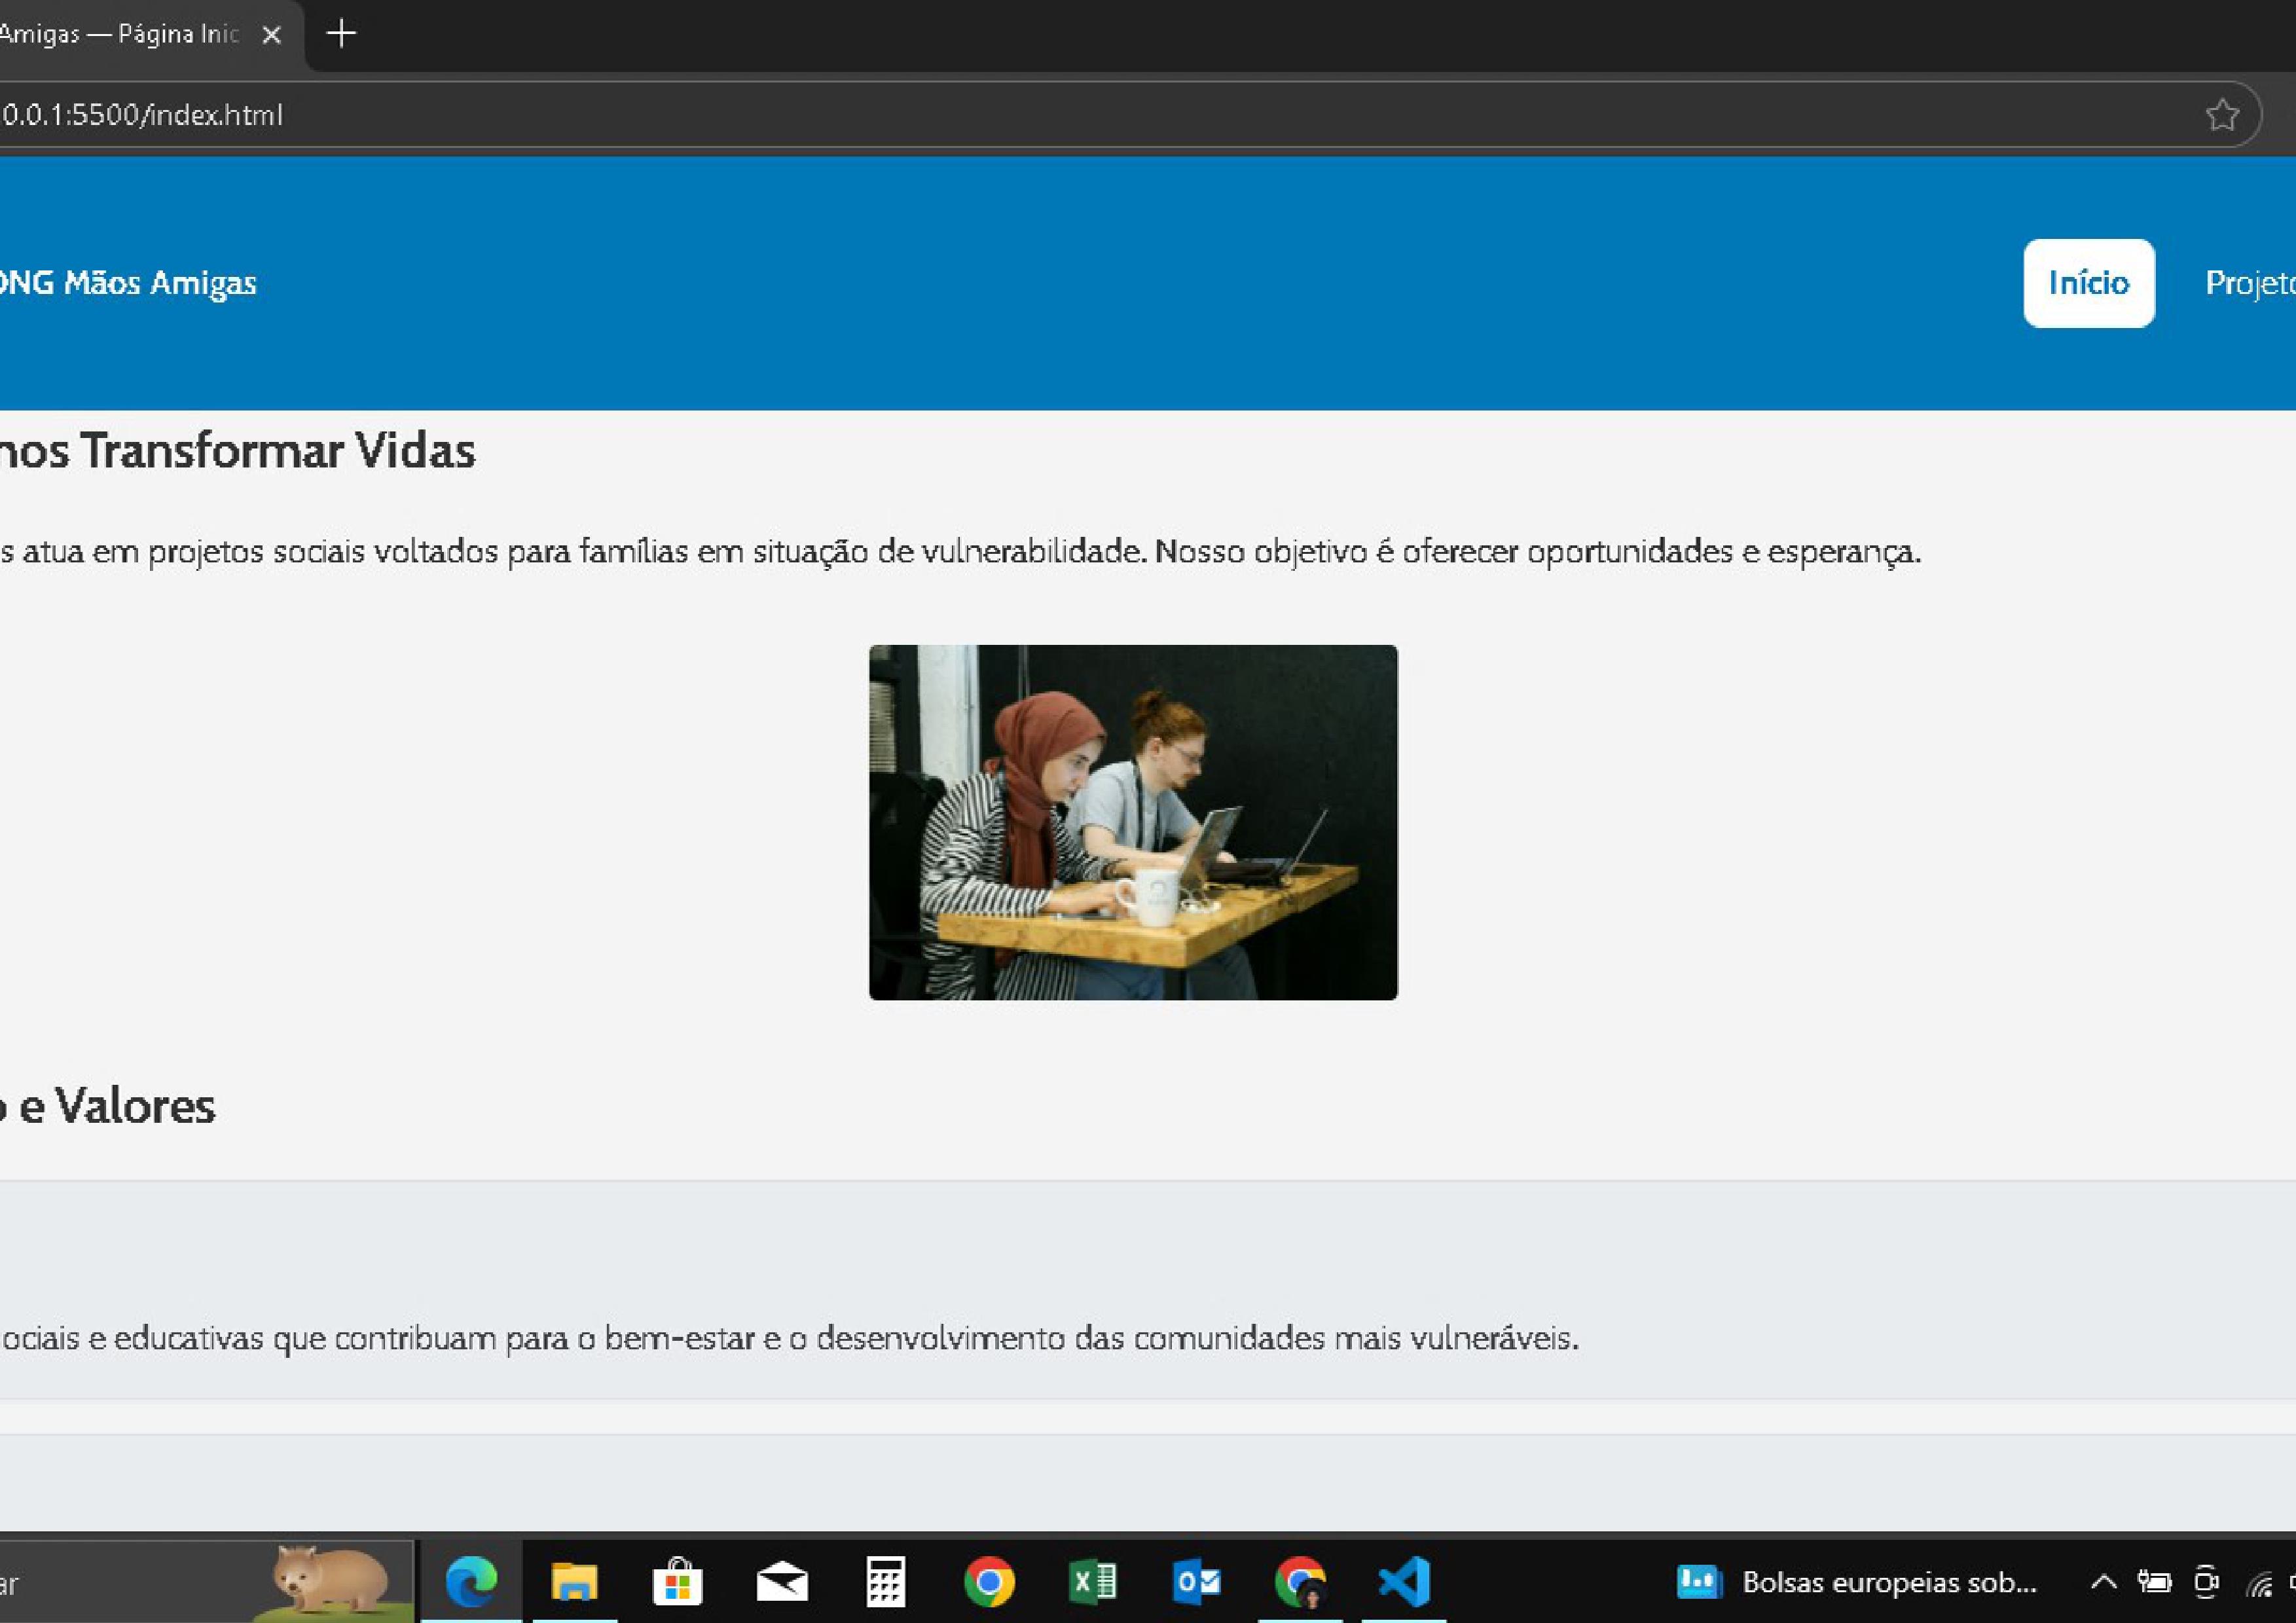 Amigas — Página Inic
0.0.1:5500/index.html
ONG Mãos Amigas
Início
Projeto
mos Transformar Vidas
s atua em projetos sociais voltados para famílias em situação de vulnerabilidade. Nosso objetivo é oferecer oportunidades e esperança.
o e Valores
ociais e educativas que contribuam para o bem-estar e o desenvolvimento das comunidades mais vulneráveis.
ar
Bolsas europeias sob...